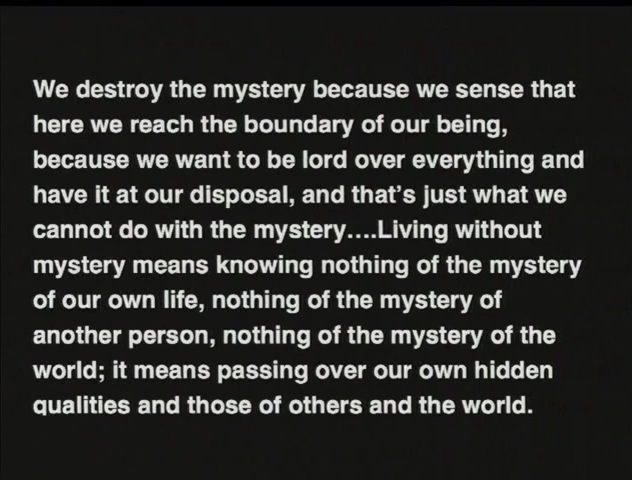 We destroy the mystery because we sense that
here we reach the boundary of our being,
because we want to be lord over everything and
have it at our disposal, and that's just what we
cannot do with the mystery....Living without
mystery means knowing nothing of the mystery
of our own life, nothing of the mystery of
another person, nothing of the mystery of the
world; it means passing over our own hidden
qualities and those of others and the world.